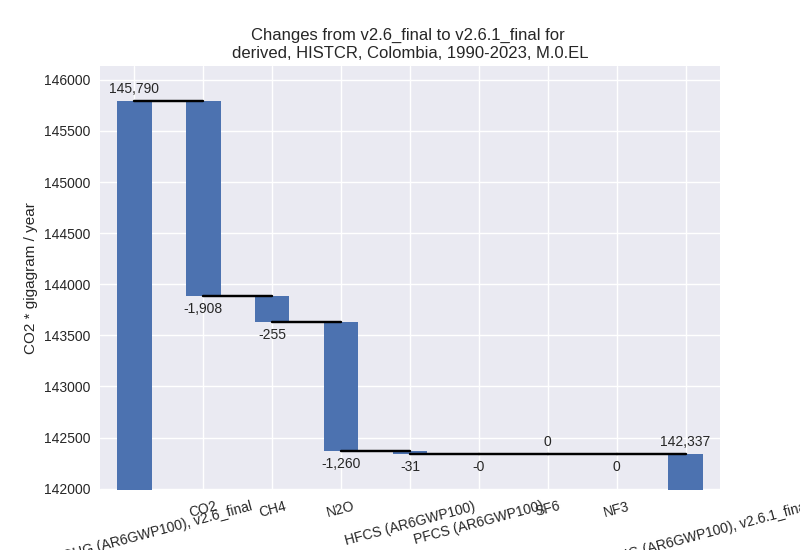 Changes from v2.6_final to v2.6.1_final for
derived, HISTCR, Colombia, 1990-2023, M.0.EL
CO2 * gigagram / year
146000
145500
145000
144500
144000
143500
143000
142500
142000
145,790
-1,908
-255
-1,260
-31
-0
0
0
142,337
(AR6GWP100), v2.6_final
CO2
CH4
N2O
HFCS (AR6GWP100)
PFCS (AR6GWP100)
SF6
NF3
(AR6GWP100), v2.6.1_fina